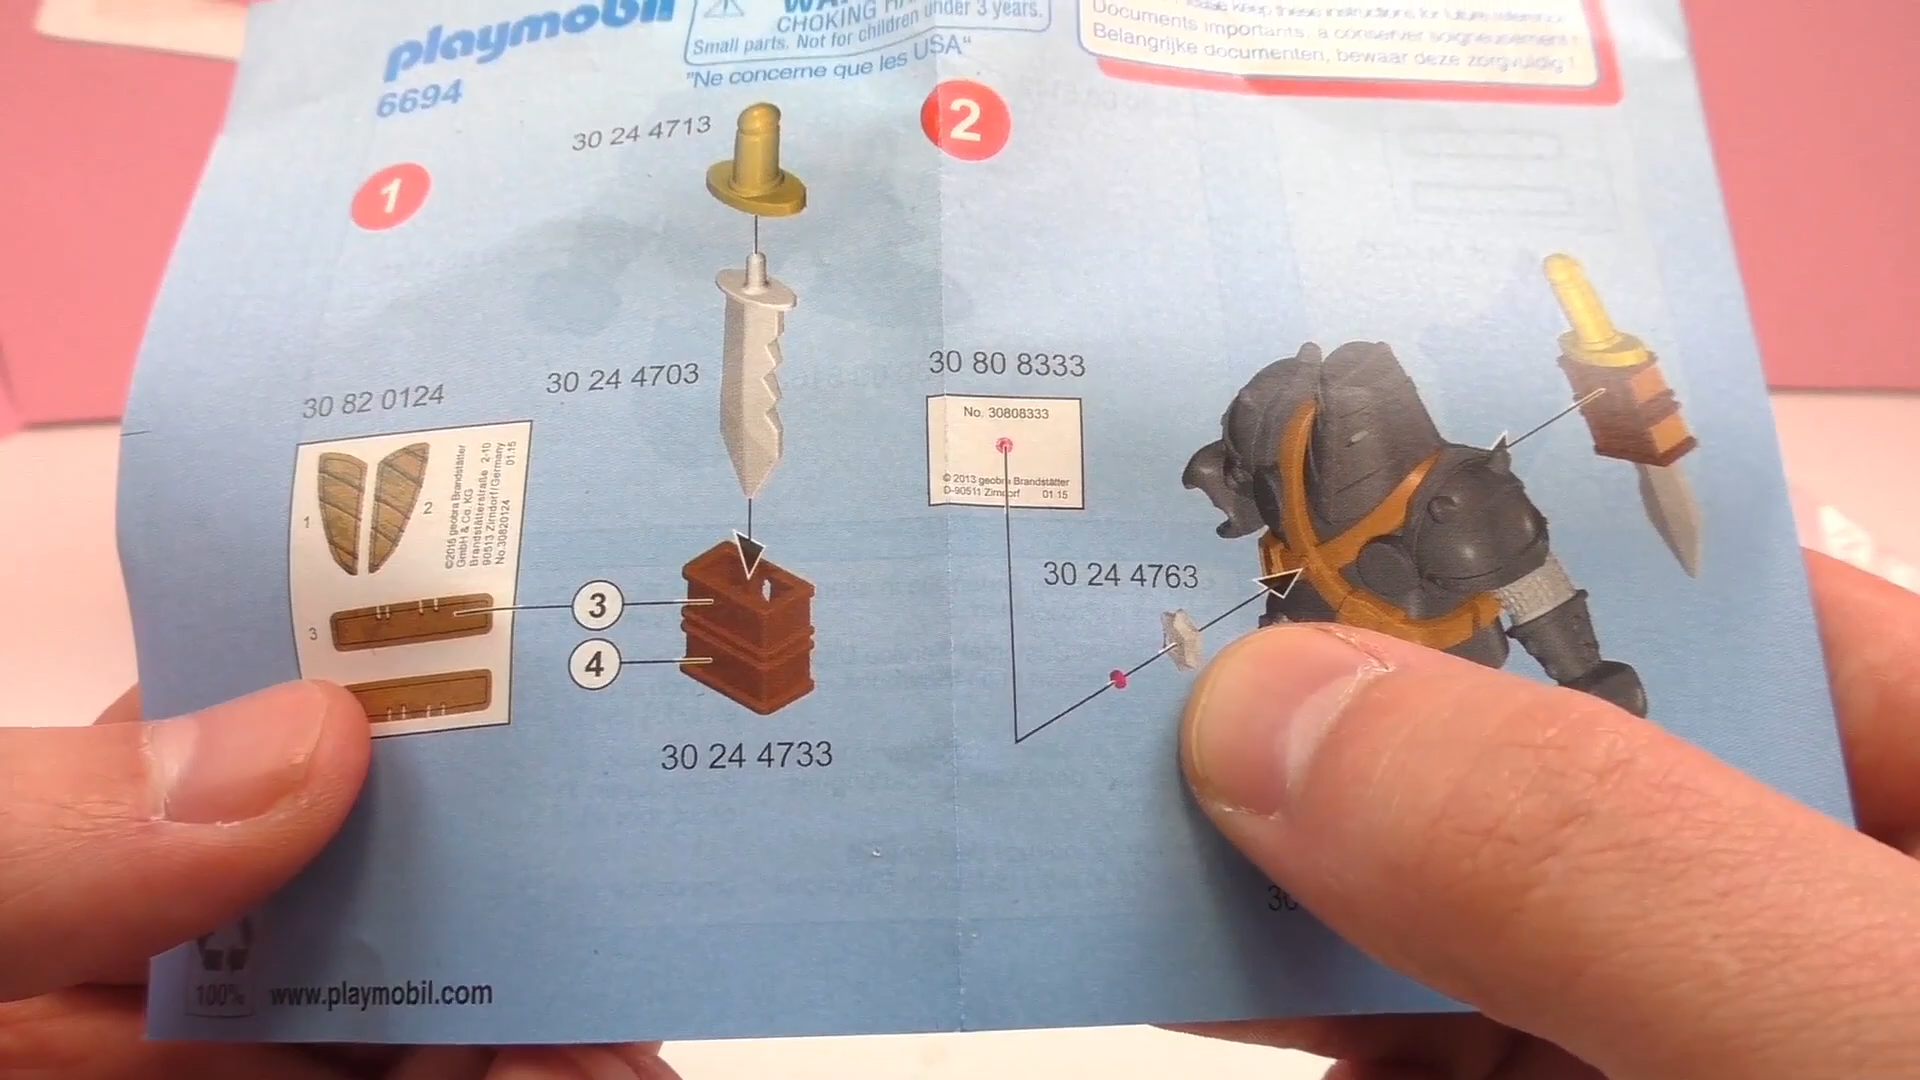 playmobil
6694
CHOKING
Small parts. Not for children under 3 years.
"Ne concerne que les USA"
Documents importants, à conserver soigneusement !
Belangrijke documenten, bewaar deze zorgvuldig !
1
30 24 4713
30 24 4703
30 82 0124
1
2
3
©2015 geobra Brandstätter
GmbH & Co. KG
Brandstätterstraße 2-10
90513 Zirndorf/Germany
No.30820124 01.15
3
4
30 24 4733
2
30 80 8333
No. 30808333
© 2013 geobra Brandstätter
D-90511 Zirndorf 01 15
30 24 4763
100%
www.playmobil.com